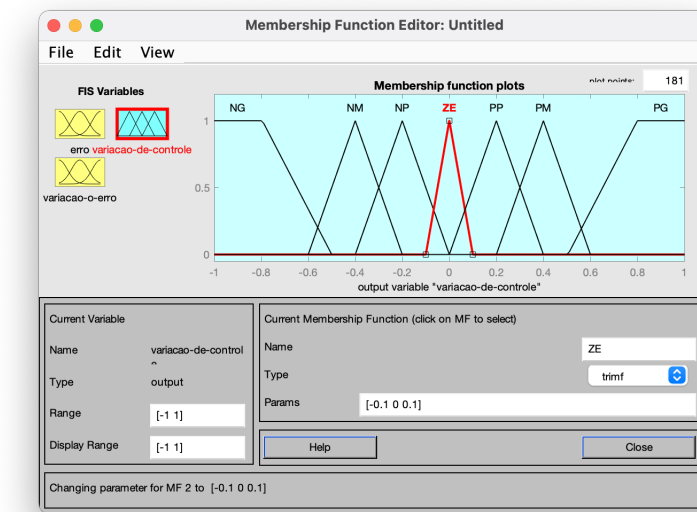 Membership Function Editor: Untitled
File Edit View
FIS Variables
erro variacao-de-controle
variacao-o-erro
Membership function plots
plot points: 181
NG NM NP ZE PP PM PG
1
0.5
0
-1 -0.8 -0.6 -0.4 -0.2 0 0.2 0.4 0.6 0.8 1
output variable "variacao-de-controle"
Current Variable
Name variacao-de-control
Type output
Range [-1 1]
Display Range [-1 1]
Current Membership Function (click on MF to select)
Name ZE
Type trimf
Params [-0.1 0 0.1]
Help Close
Changing parameter for MF 2 to [-0.1 0 0.1]